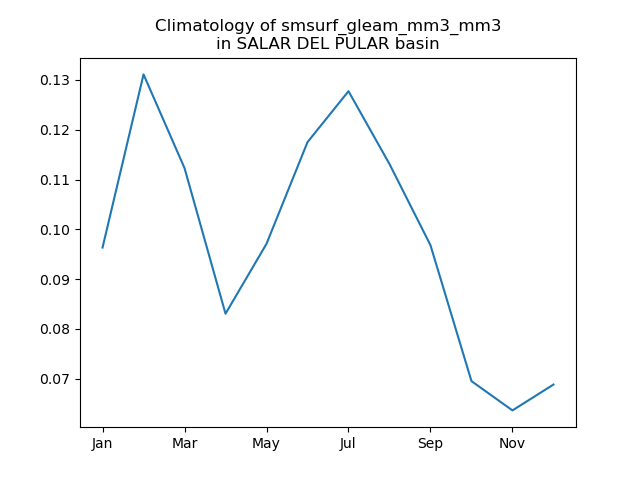 Climatology of smsurf_gleam_mm3_mm3
in SALAR DEL PULAR basin
0.13
0.12
0.11
0.10
0.09
0.08
0.07
Jan Mar May Jul Sep Nov